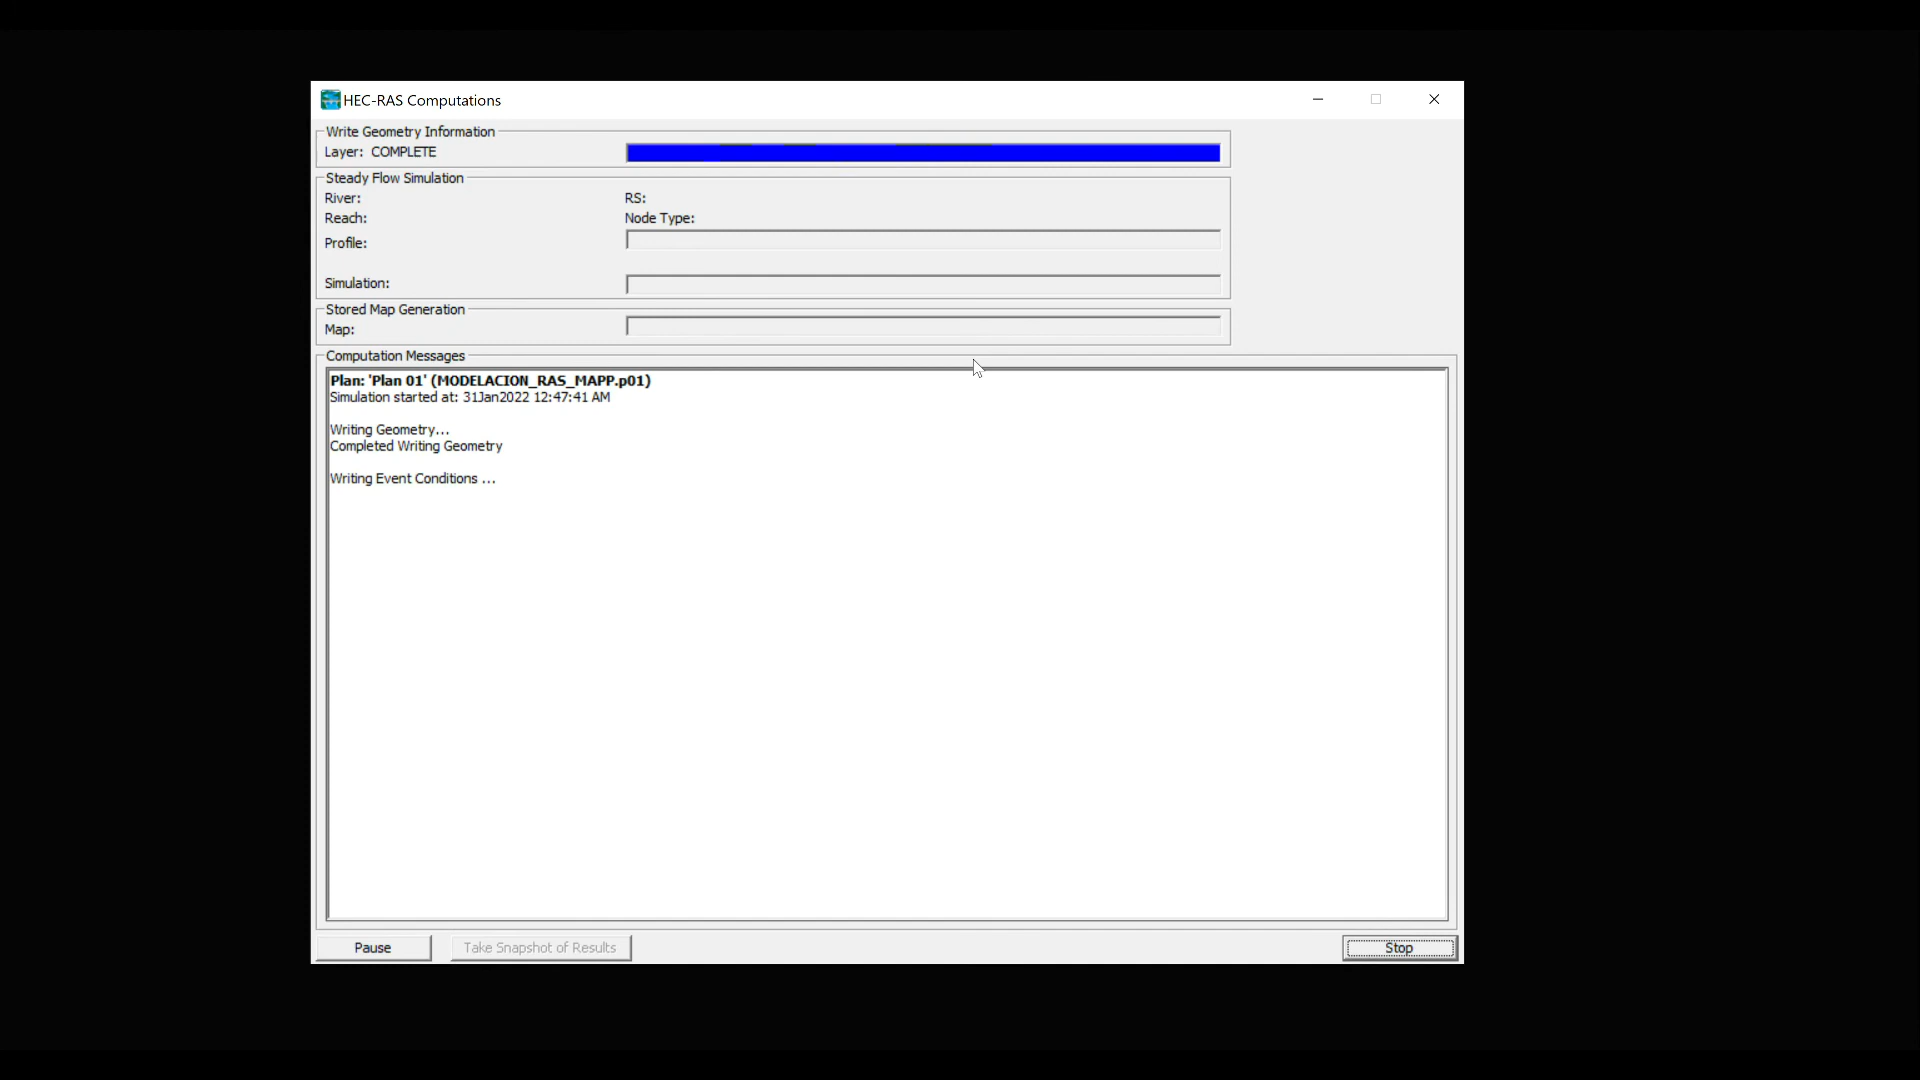 HEC-RAS Computations
Write Geometry Information
Layer: COMPLETE
Steady Flow Simulation
River: RS:
Reach: Node Type:
Profile:
Simulation:
Stored Map Generation
Map:
Computation Messages
Plan: 'Plan 01' (MODELACION_RAS_MAPP.p01)
Simulation started at: 31Jan2022 12:47:41 AM
Writing Geometry...
Completed Writing Geometry
Writing Event Conditions ...
Pause Take Snapshot of Results Stop